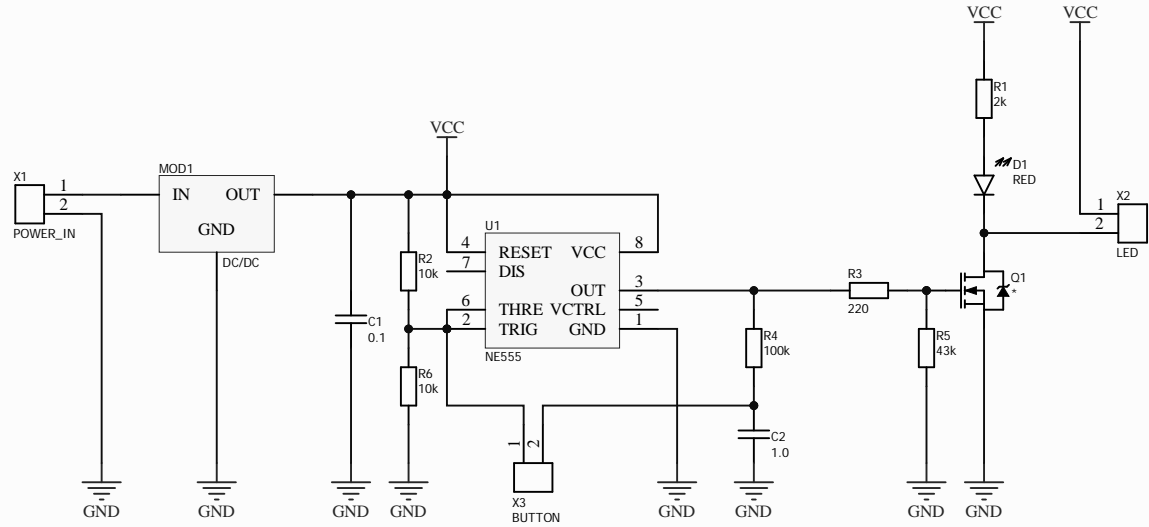 VCC
VCC
R1
2k
VCC
D1
RED
MOD1
X1
1
2
POWER_IN
IN
OUT
GND
DC/DC
X2
1
2
LED
U1
4
RESET
VCC
8
7
DIS
R2
10k
OUT
3
6
THRE
VCTRL
5
2
TRIG
GND
1
NE555
R3
220
Q1
*
C1
0.1
R4
100k
R5
43k
R6
10k
1
2
C2
1.0
X3
BUTTON
GND
GND
GND
GND
GND
GND
GND
GND